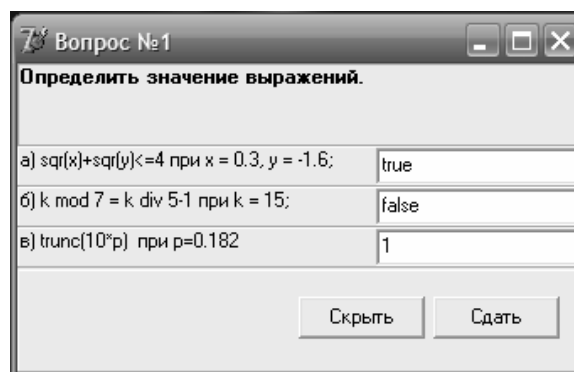 Вопрос №1
Определить значение выражений.
а) sqr(x)+sqr(y)<=4 при x = 0.3, y = -1.6;
true
б) k mod 7 = k div 5-1 при k = 15;
false
в) trunc(10*p) при p=0.182
1
Скрыть
Сдать